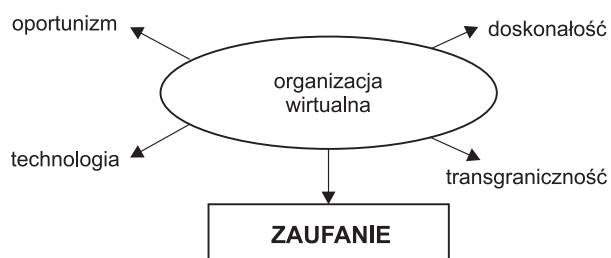 oportunizm
doskonałość
organizacja
wirtualna
technologia
transgraniczność
ZAUFANIE